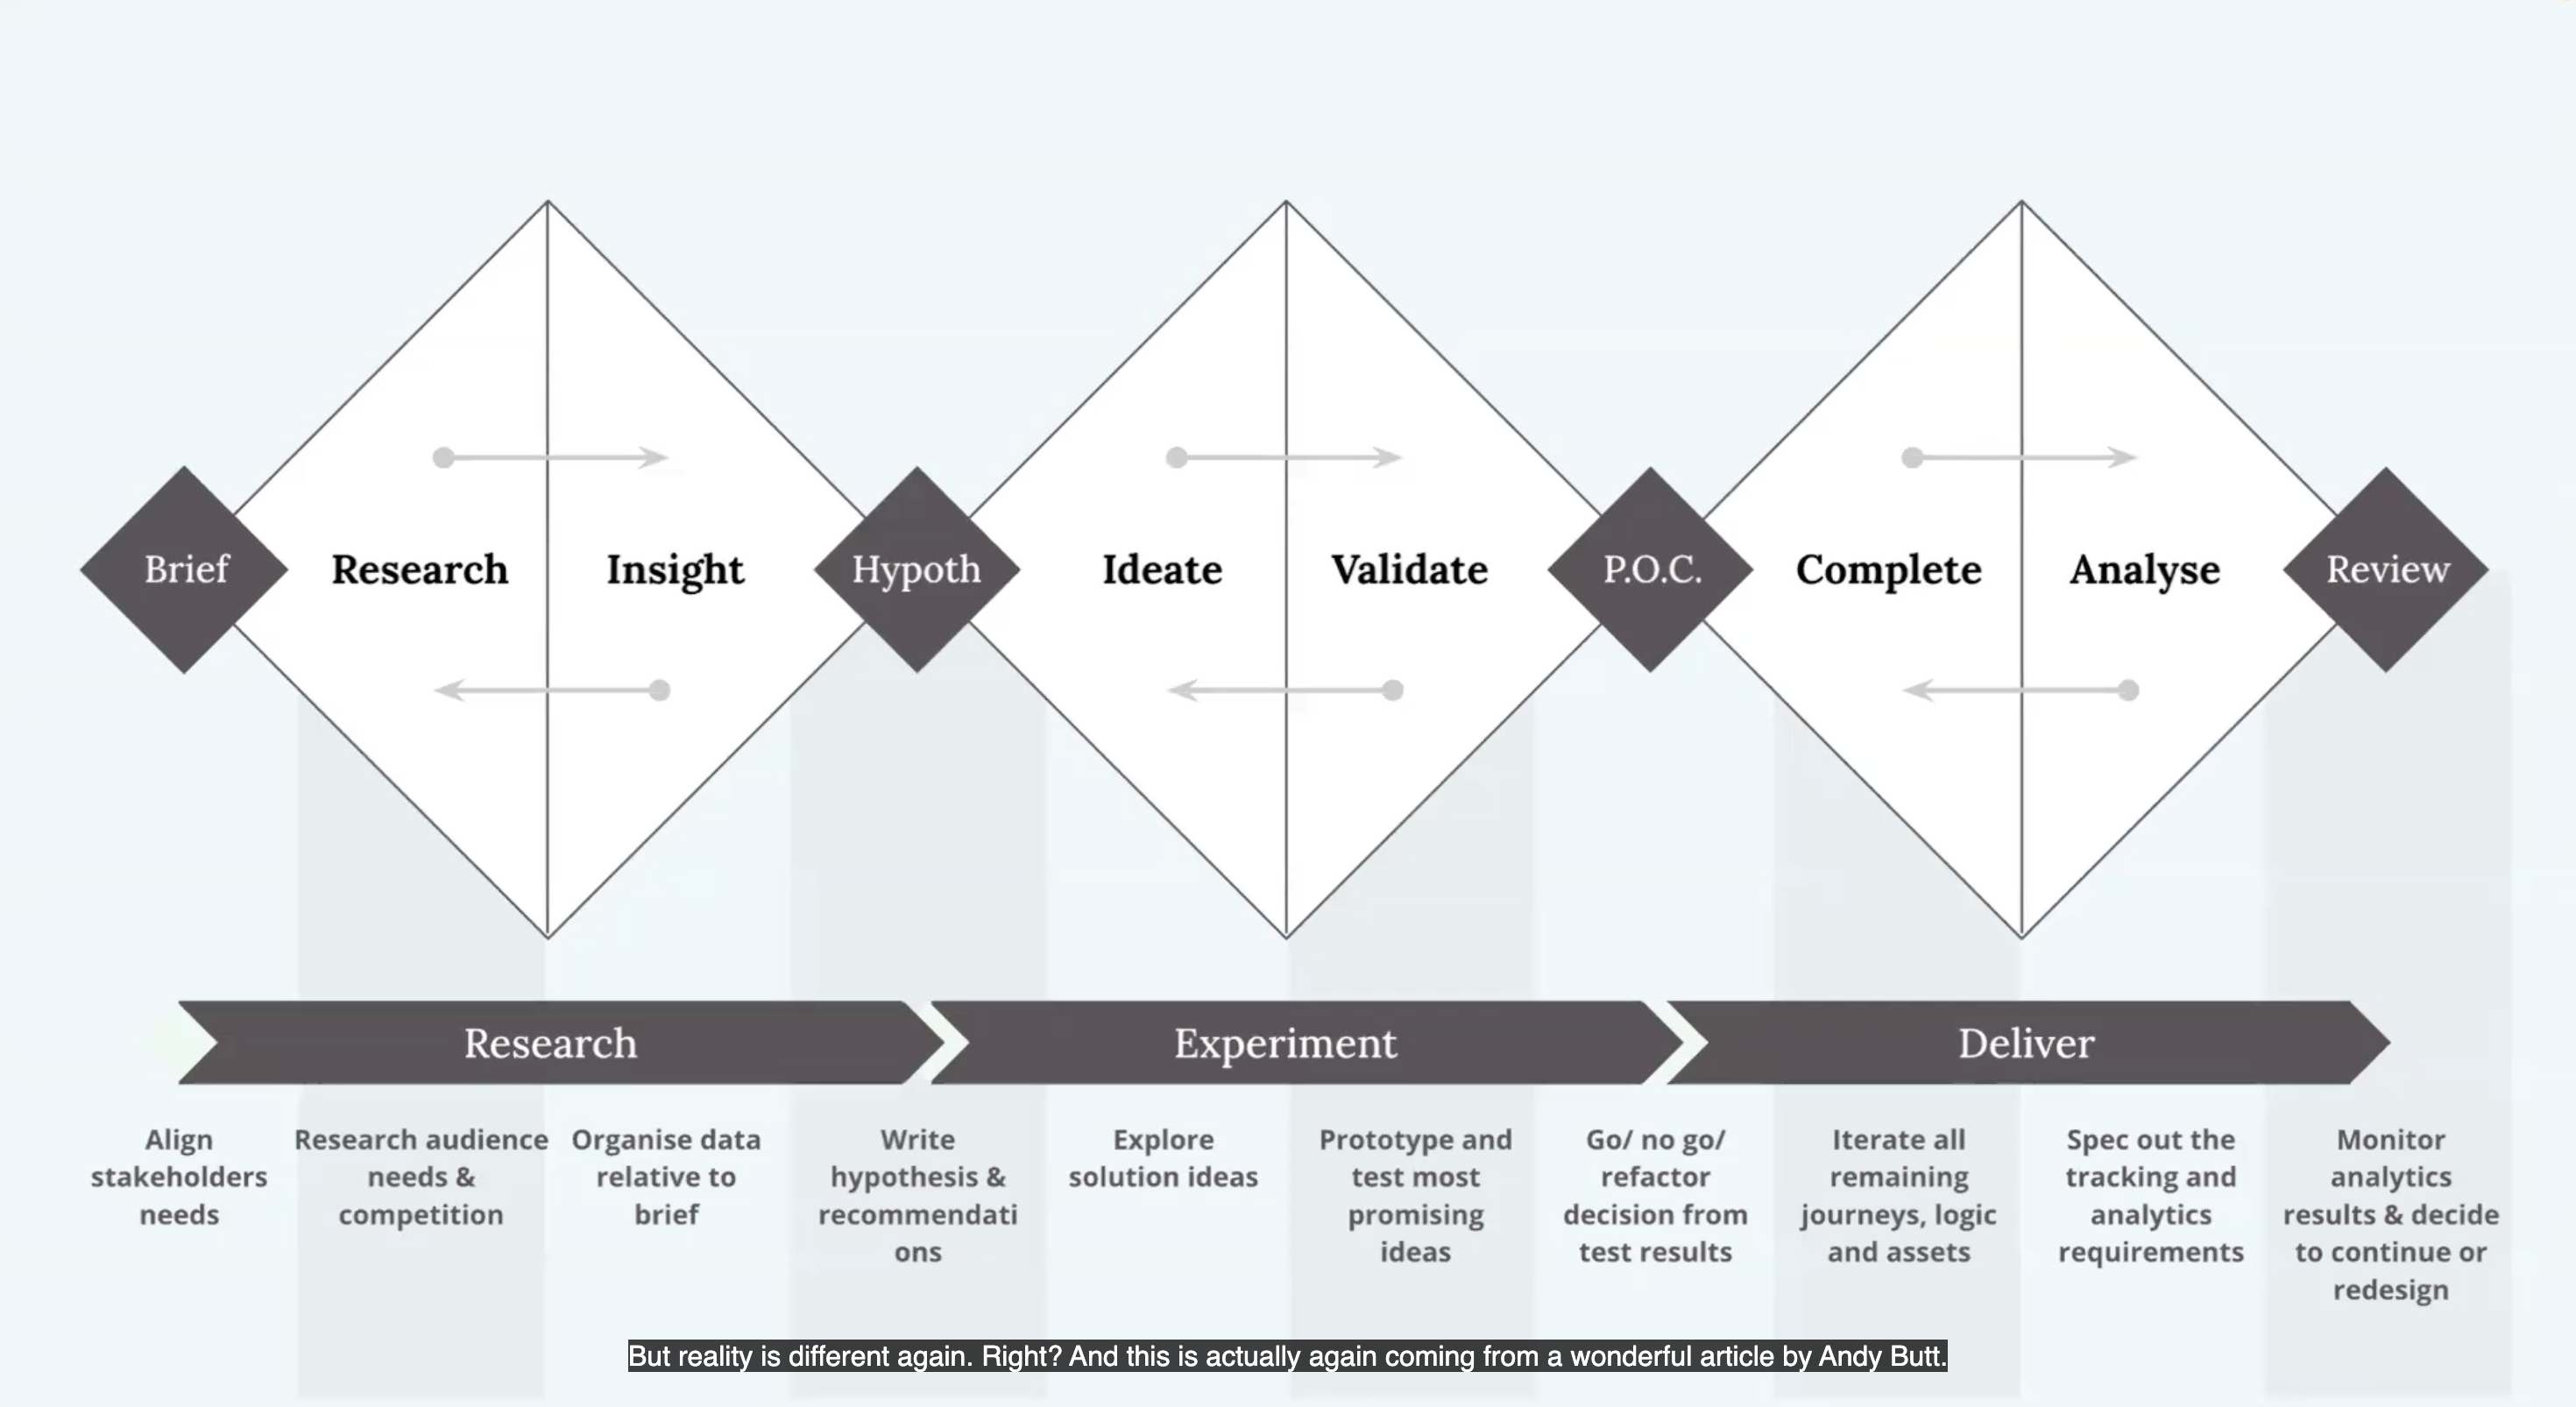 Brief
Research
Insight
Hypoth
Ideate
Validate
P.O.C.
Complete
Analyse
Review
Research
Experiment
Deliver
Align
stakeholders
needs
Research audience
needs &
competition
Organise data
relative to
brief
Write
hypothesis &
recommendati
ons
Explore
solution ideas
Prototype and
test most
promising
ideas
Go/ no go/
refactor
decision from
test results
Iterate all
remaining
journeys, logic
and assets
Spec out the
tracking and
analytics
requirements
Monitor
analytics
results & decide
to continue or
redesign
But reality is different again. Right? And this is actually again coming from a wonderful article by Andy Butt.